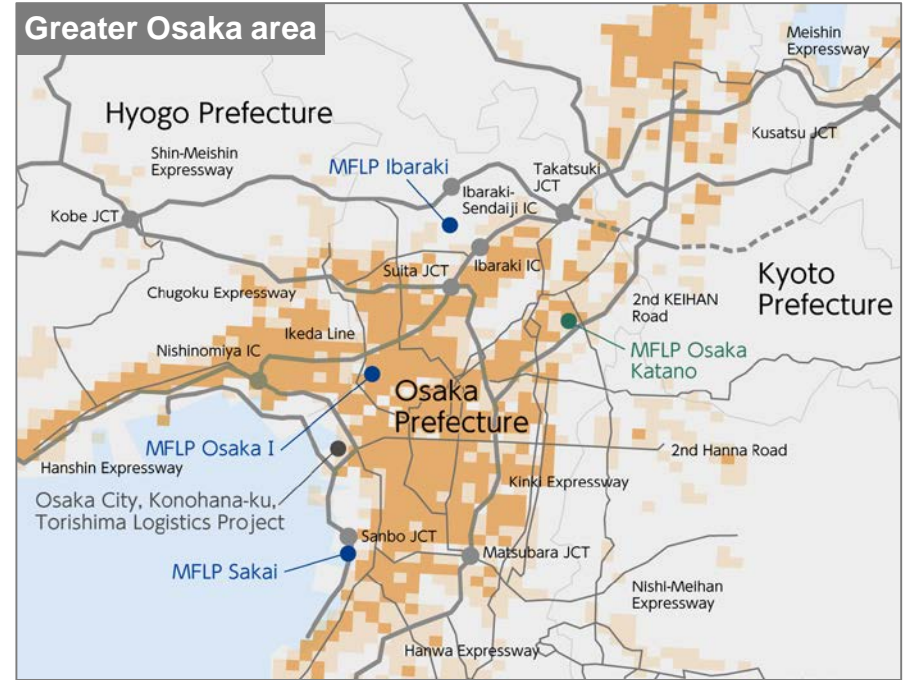 Greater Osaka area
Meishin
Expressway
Hyogo Prefecture
Kusatsu JCT
Shin-Meishin
Expressway
MFLP Ibaraki
Takatsuki
JCT
Ibaraki-
Sendaiji IC
Kobe JCT
Suita JCT
Ibaraki IC
Kyoto
Prefecture
Chugoku Expressway
2nd KEIHAN
Road
Ikeda Line
Nishinomiya IC
MFLP Osaka
Katano
Osaka
Prefecture
MFLP Osaka I
2nd Hanna Road
Hanshin Expressway
Kinki Expressway
Osaka City, Konohana-ku,
Torishima Logistics Project
Sanbo JCT
Matsubara JCT
MFLP Sakai
Nishi-Meihan
Expressway
Hanwa Expressway